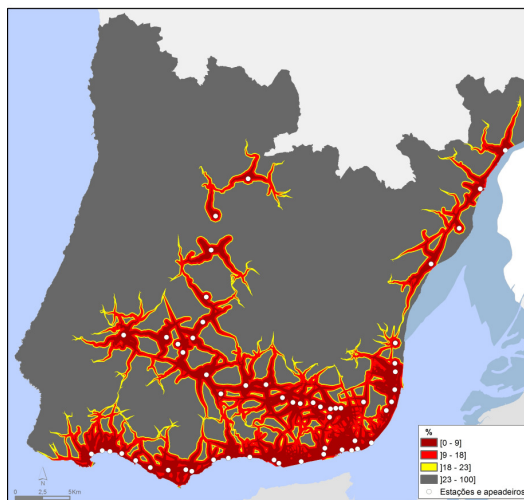 %
[0 - 9]
]9 - 18]
]18 - 23]
]23 - 100]
Estações e apeadeiros
N
0 2,5 5Km